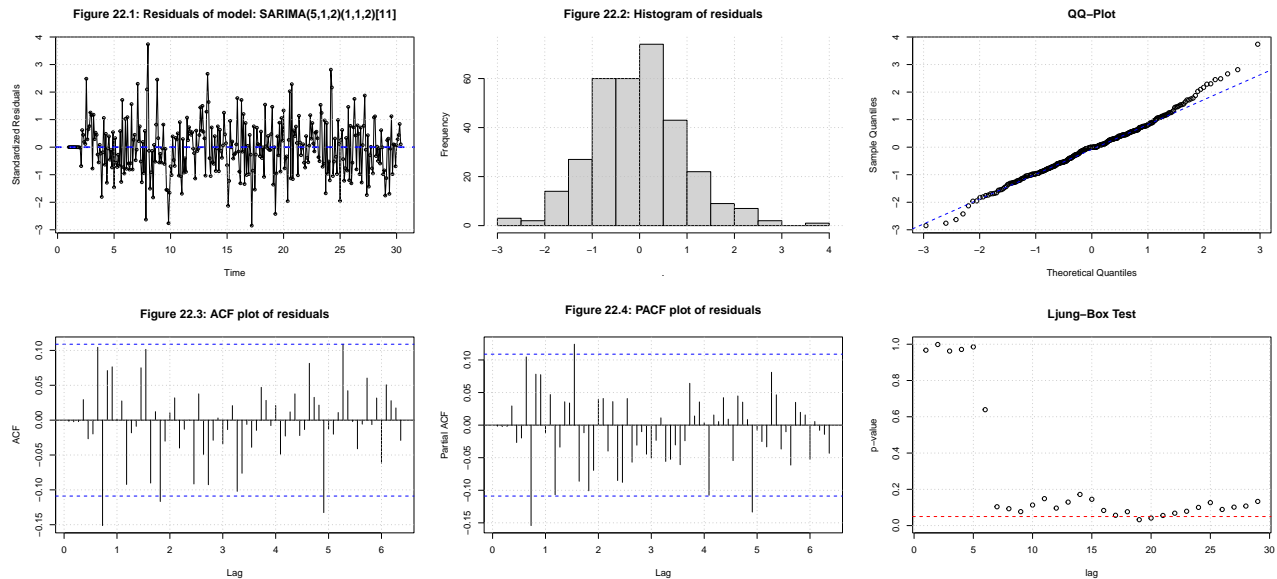 Figure 22.1: Residuals of model: SARIMA(5,1,2)(1,1,2)[11]
Standardized Residuals
4
3
2
1
0
−1
−2
−3
0 5 10 15 20 25 30
Time
Figure 22.2: Histogram of residuals
Frequency
60
40
20
0
−3 −2 −1 0 1 2 3 4
.
QQ−Plot
Sample Quantiles
4
3
2
1
0
−1
−2
−3
−3 −2 −1 0 1 2 3
Theoretical Quantiles
Figure 22.3: ACF plot of residuals
ACF
0.10
0.05
0.00
−0.05
−0.10
−0.15
0 1 2 3 4 5 6
Lag
Figure 22.4: PACF plot of residuals
Partial ACF
0.10
0.05
0.00
−0.05
−0.10
−0.15
0 1 2 3 4 5 6
Lag
Ljung−Box Test
p−value
1.0
0.8
0.6
0.4
0.2
0.0
0 5 10 15 20 25 30
lag